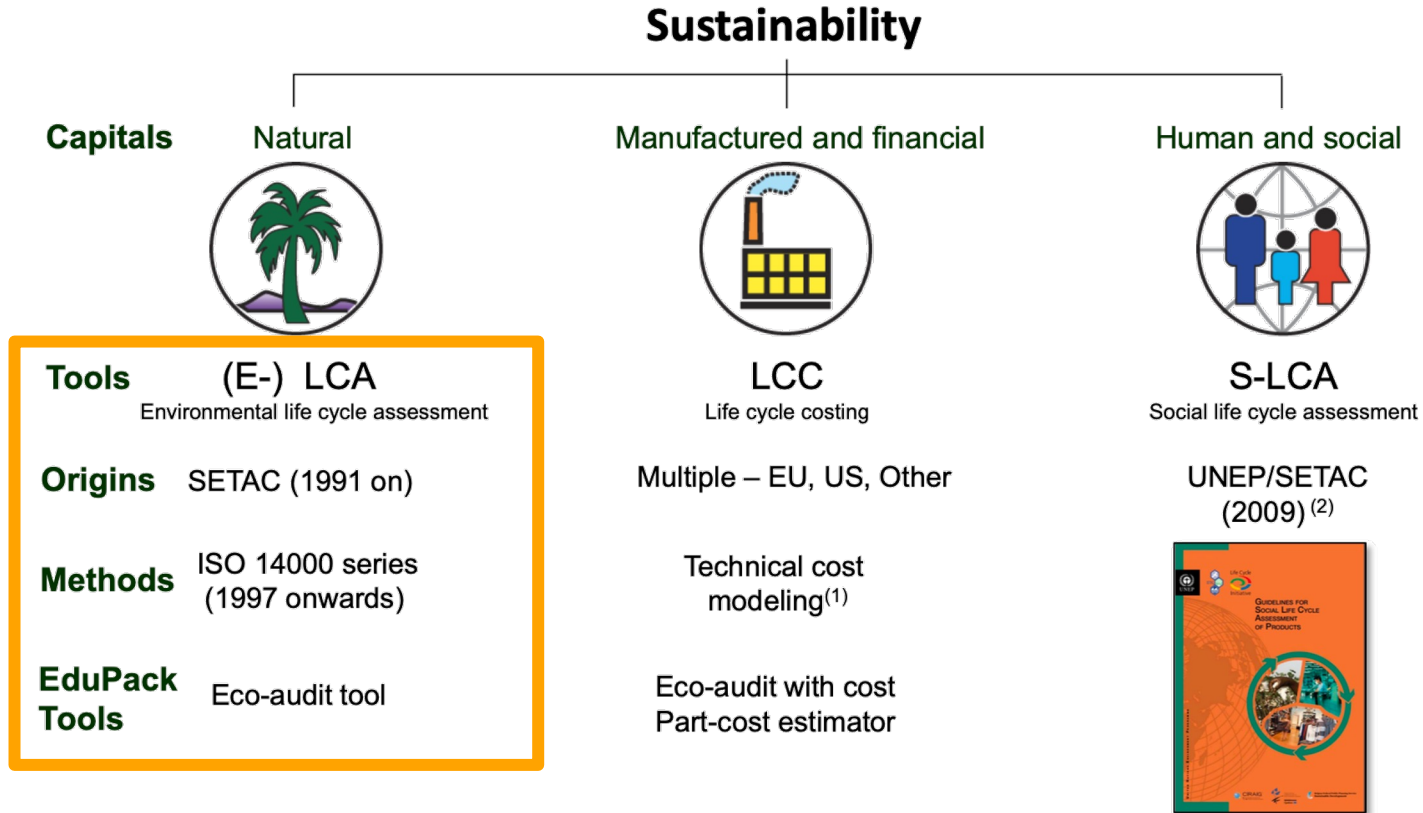 Sustainability
Capitals
Natural
Manufactured and financial
Human and social
Tools
(E-) LCA
Environmental life cycle assessment
LCC
Life cycle costing
S-LCA
Social life cycle assessment
Origins
SETAC (1991 on)
Multiple – EU, US, Other
UNEP/SETAC
(2009) (2)
Methods
ISO 14000 series
(1997 onwards)
Technical cost
modeling(1)
EduPack
Tools
Eco-audit tool
Eco-audit with cost
Part-cost estimator
UNEP
Life Cycle
GUIDELINES FOR
SOCIAL LIFE CYCLE
ASSESSMENT
OF PRODUCTS
CIRAIG